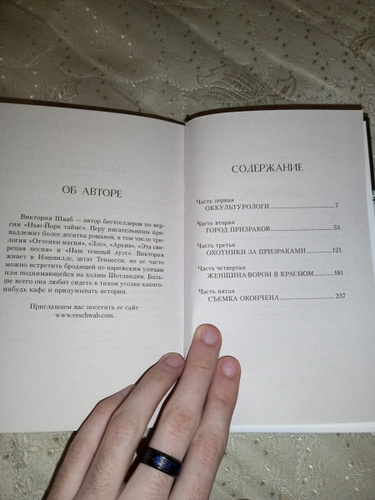 ОБ АВТОРЕ
Виктория Шваб – автор бестселлеров по вер-
сии «Нью-Йорк таймс». Перу писательницы при-
надлежит более десятка романов, в том числе три-
логия «Оттенки магии», «Зло», «Архив», «Эта сви-
репая песня» и «Наш темный дуэт». Виктория
живет в Нэшвилле, штат Теннесси, но ее часто
можно встретить бродящей по парижским улицам
или поднимающейся на холмы Шотландии. Боль-
ше всего она любит сидеть в тихом уголке какого-
нибудь кафе и придумывать истории.
Приглашаем вас посетить ее сайт
www.veschwab.com.
СОДЕРЖАНИЕ
Часть первая
ОККУЛЬТУРОЛОГИ 7
Часть вторая
ГОРОД ПРИЗРАКОВ 53
Часть третья
ОХОТНИКИ ЗА ПРИЗРАКАМИ 121
Часть четвертая
ЖЕНЩИНА-ВОРОН В КРАСНОМ 181
Часть пятая
СЪЕМКА ОКОНЧЕНА 237